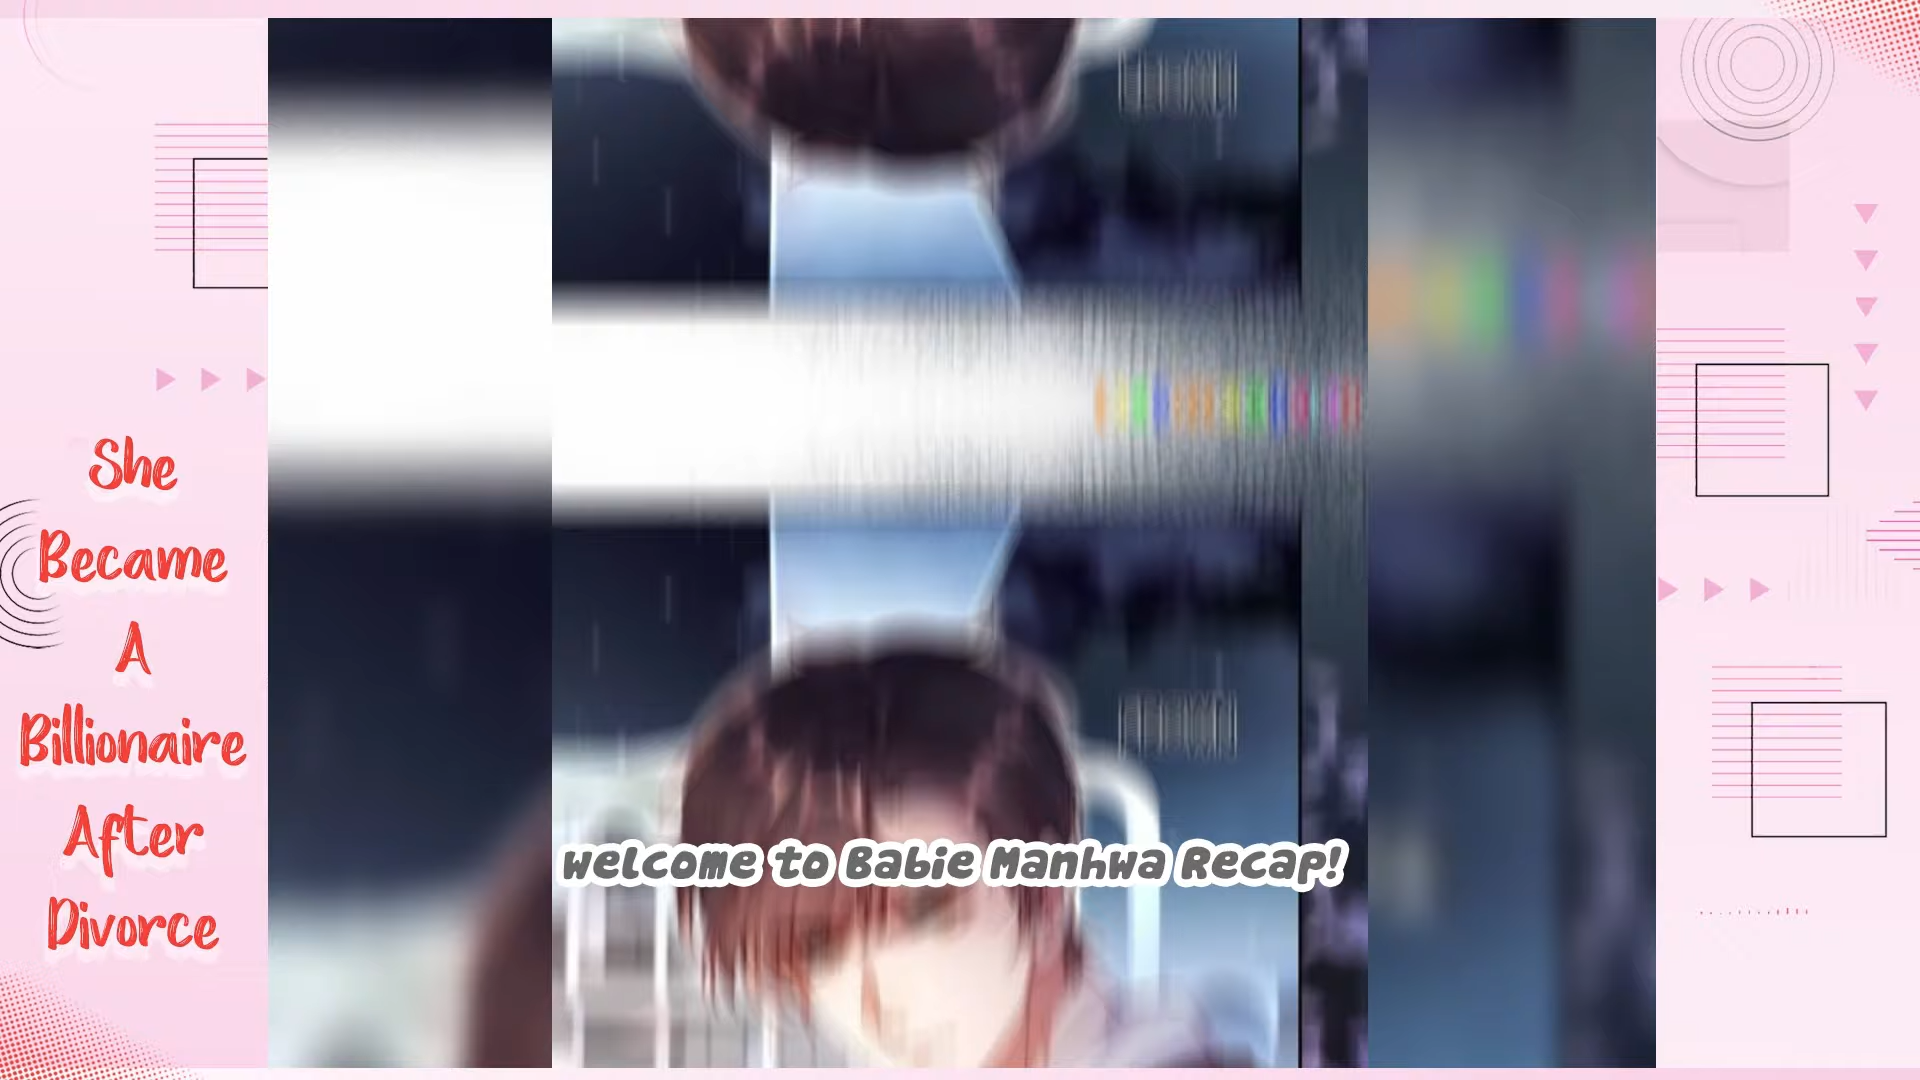 She
Became
A
Billionaire
After
Divorce
welcome to Babie Manhwa Recap!